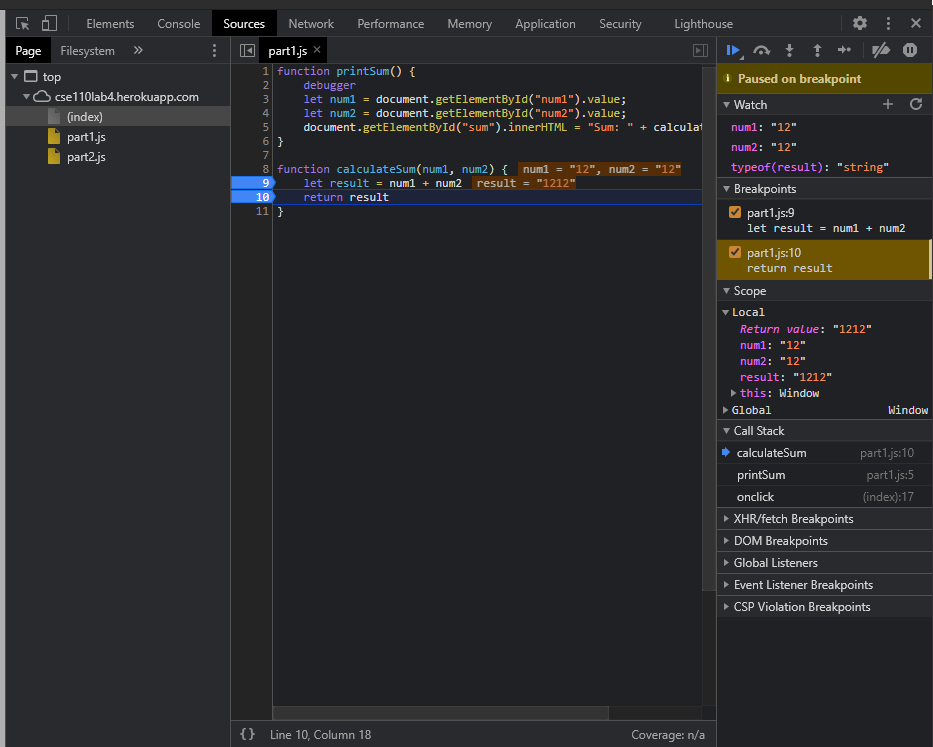 Elements Console Sources Network Performance Memory Application Security Lighthouse
Page Filesystem » part1.js ×
top
cse110lab4.herokuapp.com
(index)
part1.js
part2.js
1 function printSum() {
2 debugger
3 let num1 = document.getElementById("num1").value;
4 let num2 = document.getElementById("num2").value;
5 document.getElementById("sum").innerHTML = "Sum: " + calculat
6 }
7
8 function calculateSum(num1, num2) { num1 = "12", num2 = "12"
9 let result = num1 + num2 result = "1212"
10 return result
11 }
{} Line 10, Column 18 Coverage: n/a
Paused on breakpoint
Watch
num1: "12"
num2: "12"
typeof(result): "string"
Breakpoints
part1.js:9
let result = num1 + num2
part1.js:10
return result
Scope
Local
Return value: "1212"
num1: "12"
num2: "12"
result: "1212"
this: Window
Global Window
Call Stack
calculateSum part1.js:10
printSum part1.js:5
onclick (index):17
XHR/fetch Breakpoints
DOM Breakpoints
Global Listeners
Event Listener Breakpoints
CSP Violation Breakpoints